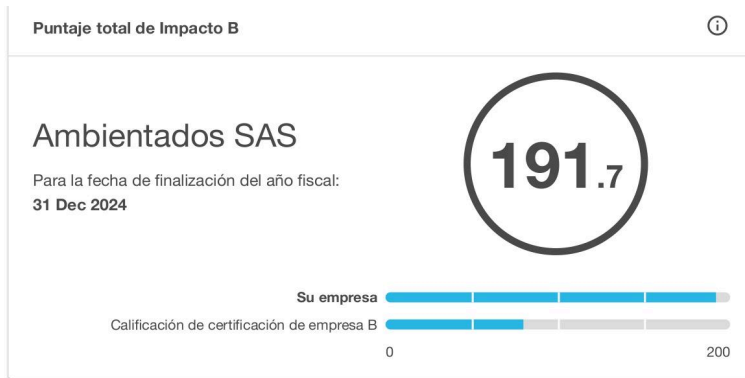 Puntaje total de Impacto B
Ambientados SAS
Para la fecha de finalización del año fiscal:
31 Dec 2024
191.7
Su empresa
Calificación de certificación de empresa B
0
200